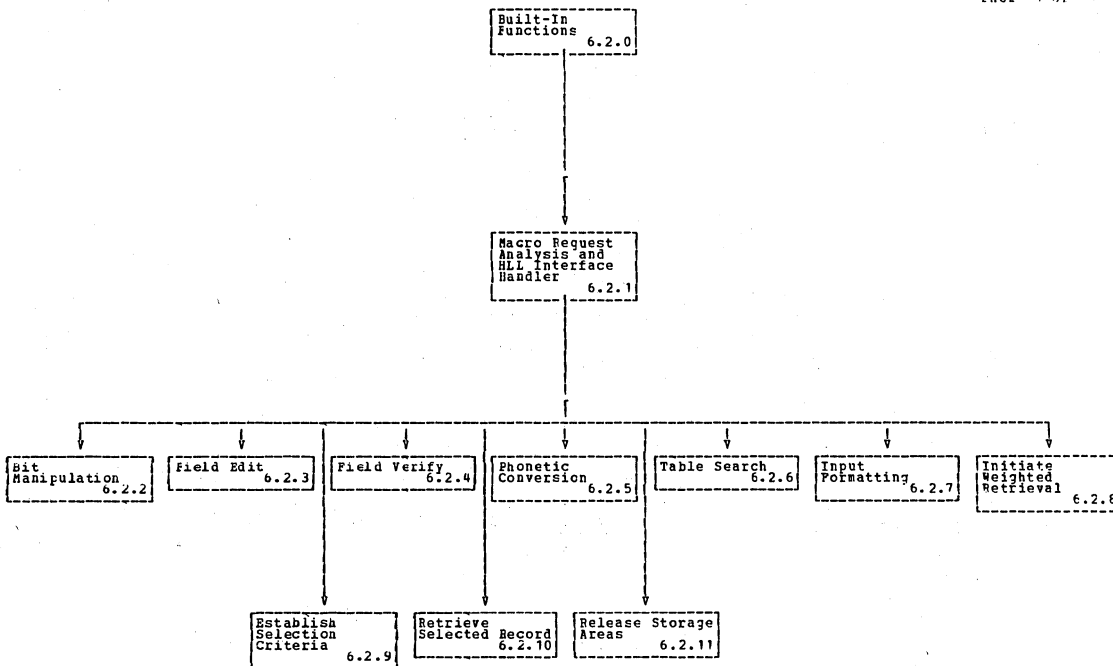 Built-In
Functions
6.2.0
Macro Request
Analysis and
HLL Interface
Handler
6.2.1
Bit
Manipulation
6.2.2
Field Edit
6.2.3
Field Verify
6.2.4
Phonetic
Conversion
6.2.5
Table Search
6.2.6
Input
Formatting
6.2.7
Initiate
Weighted
Retrieval
6.2.8
Establish
Selection
Criteria
6.2.9
Retrieve
Selected Record
6.2.10
Release Storage
Areas
6.2.11